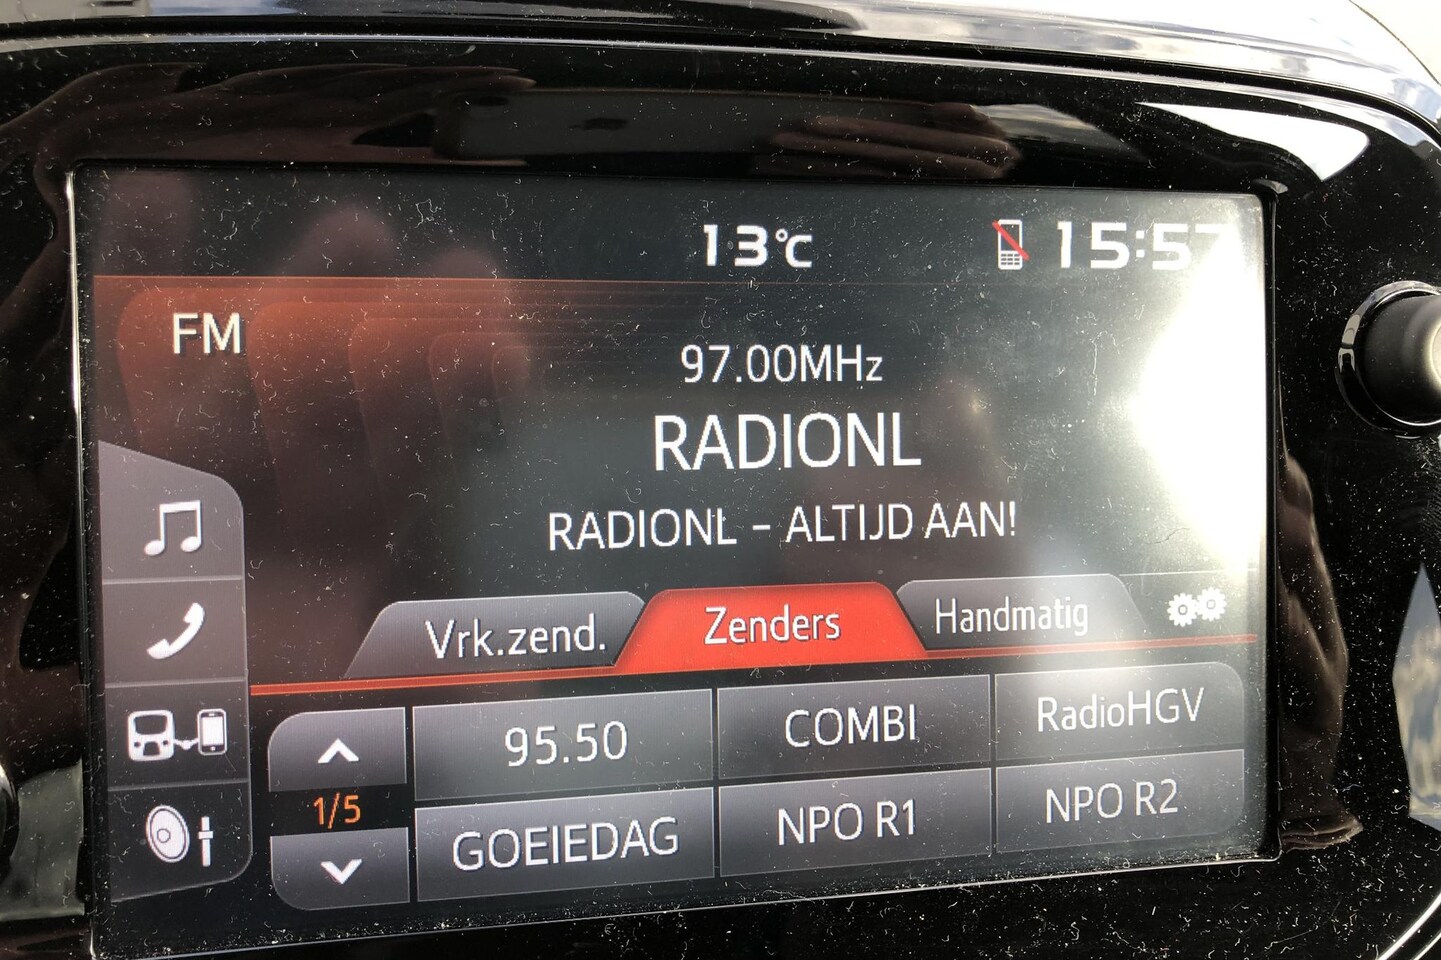 13°C 15:57
FM
97.00MHz
RADIONL
RADIONL - ALTIJD AAN!
Vrk.zend. Zenders Handmatig
95.50 COMBI RadioHGV
1/5
GOEIEDAG NPO R1 NPO R2